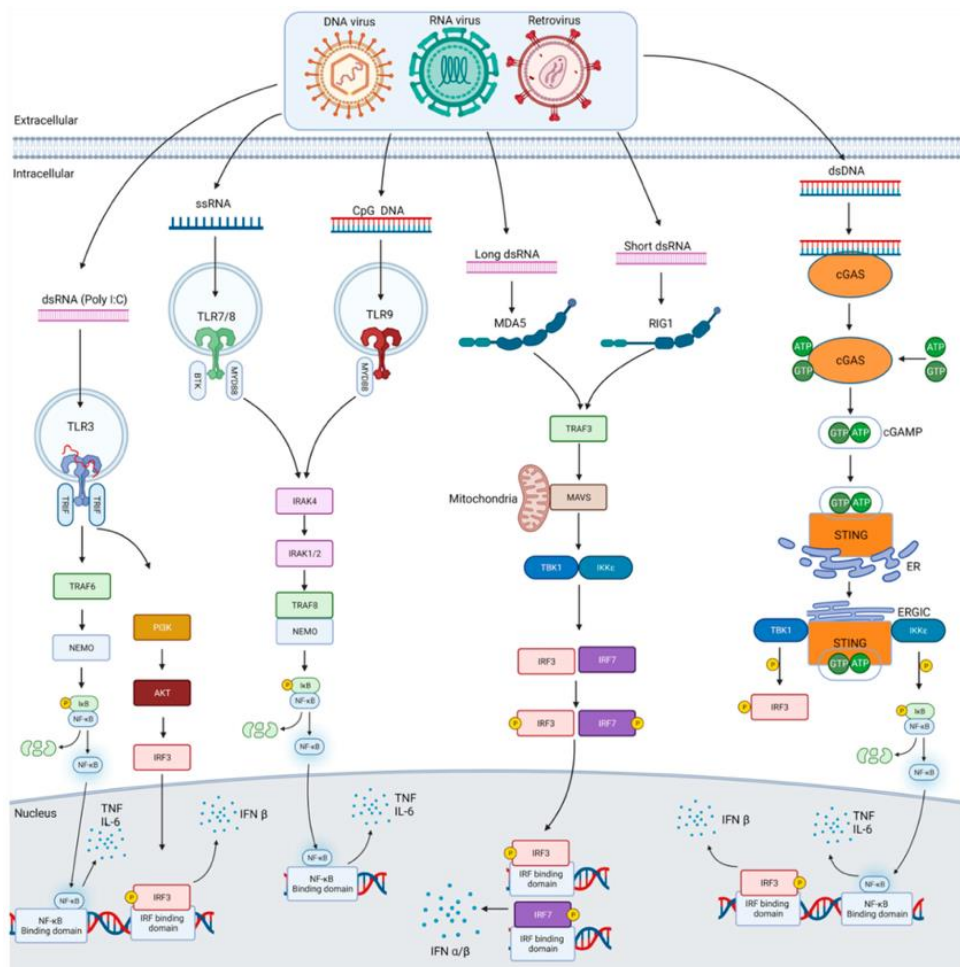 DNA virus
RNA virus
Retrovirus
Extracellular
Intracellular
dsRNA (Poly I:C)
TLR3
TRIF
TRIF
TRAF6
NEMO
P
IκB
NF-κB
NF-κB
PI3K
AKT
IRF3
ssRNA
TLR7/8
BTK
MYD88
CpG DNA
TLR9
MYD88
IRAK4
IRAK1/2
TRAF8
NEMO
P
IκB
NF-κB
NF-κB
Long dsRNA
MDA5
Short dsRNA
RIG1
TRAF3
Mitochondria
MAVS
TBK1
IKKε
IRF3
IRF7
P
IRF3
IRF7
P
dsDNA
cGAS
ATP
GTP
cGAS
ATP
GTP
GTP
ATP
cGAMP
GTP
ATP
STING
ER
ERGIC
TBK1
STING
IKKε
GTP
ATP
P
P
IRF3
P
P
IκB
NF-κB
NF-κB
Nucleus
TNF
IL-6
IFN β
NF-κB
NF-κB
Binding domain
P
IRF3
IRF binding
domain
TNF
IL-6
NF-κB
NF-κB
Binding domain
P
IRF3
IRF binding
domain
IRF7
P
IRF binding
domain
IFN α/β
IFN β
TNF
IL-6
IRF3
P
IRF binding
domain
NF-κB
NF-κB
Binding domain